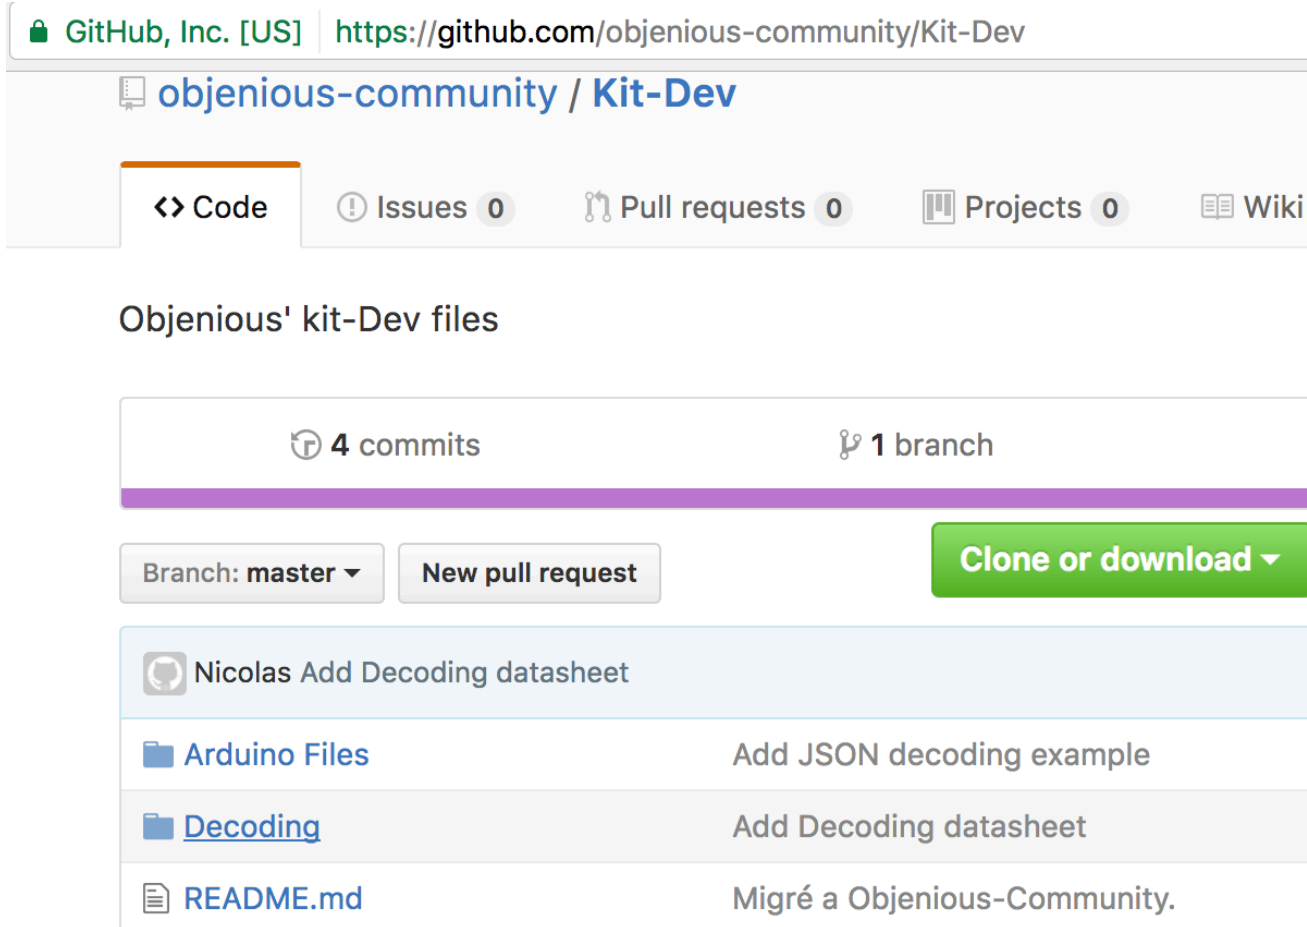 GitHub, Inc. [US] https://github.com/objenious-community/Kit-Dev
objenious-community / Kit-Dev
<> Code Issues 0 Pull requests 0 Projects 0 Wiki
Objenious' kit-Dev files
4 commits 1 branch
Branch: master New pull request Clone or download
Nicolas Add Decoding datasheet
Arduino Files Add JSON decoding example
Decoding Add Decoding datasheet
README.md Migré a Objenious-Community.